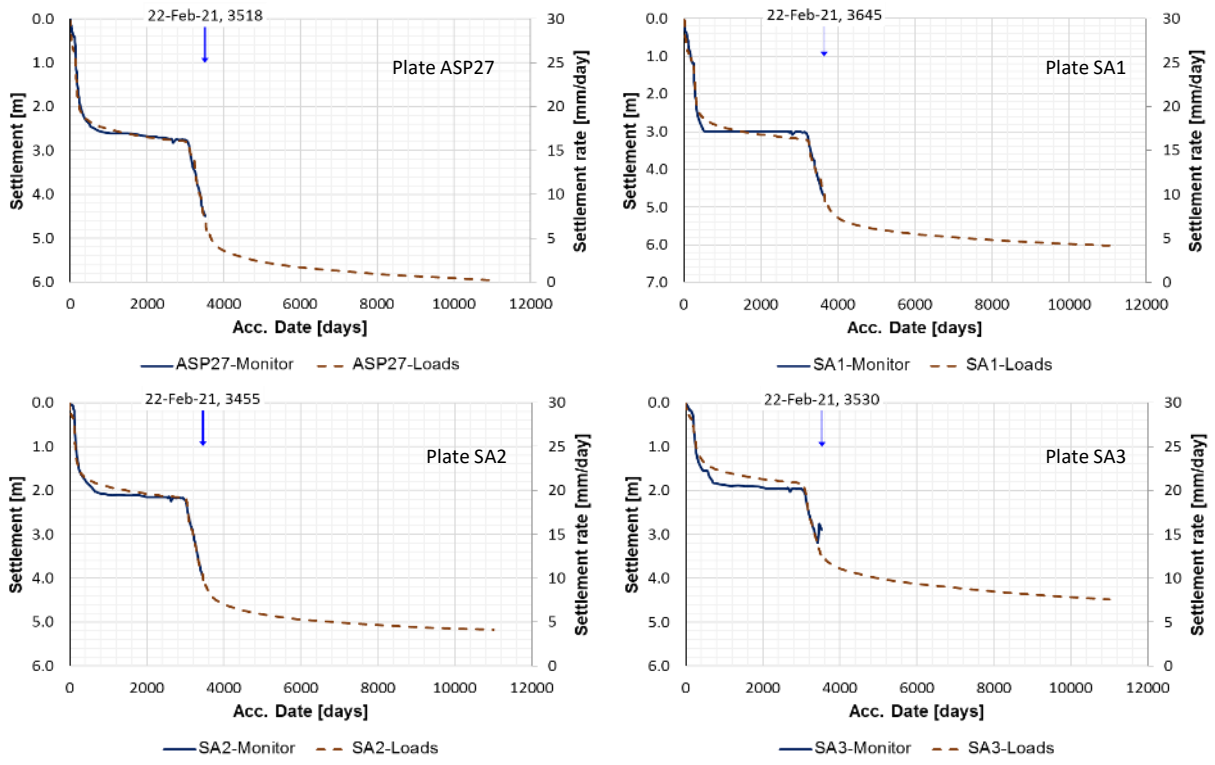 22-Feb-21, 3518
Plate ASP27
Settlement [m]
0.0
1.0
2.0
3.0
4.0
5.0
6.0
Settlement rate [mm/day]
30
25
20
15
10
5
0
0 2000 4000 6000 8000 10000 12000
Acc. Date [days]
ASP27-Monitor ASP27-Loads
22-Feb-21, 3645
Plate SA1
Settlement [m]
0.0
1.0
2.0
3.0
4.0
5.0
6.0
7.0
Settlement rate [mm/day]
30
25
20
15
10
5
0
0 2000 4000 6000 8000 10000 12000
Acc. Date [days]
SA1-Monitor SA1-Loads
22-Feb-21, 3455
Plate SA2
Settlement [m]
0.0
1.0
2.0
3.0
4.0
5.0
6.0
Settlement rate [mm/day]
30
25
20
15
10
5
0
0 2000 4000 6000 8000 10000 12000
Acc. Date [days]
SA2-Monitor SA2-Loads
22-Feb-21, 3530
Plate SA3
Settlement [m]
0.0
1.0
2.0
3.0
4.0
5.0
6.0
Settlement rate [mm/day]
30
25
20
15
10
5
0
0 2000 4000 6000 8000 10000 12000
Acc. Date [days]
SA3-Monitor SA3-Loads